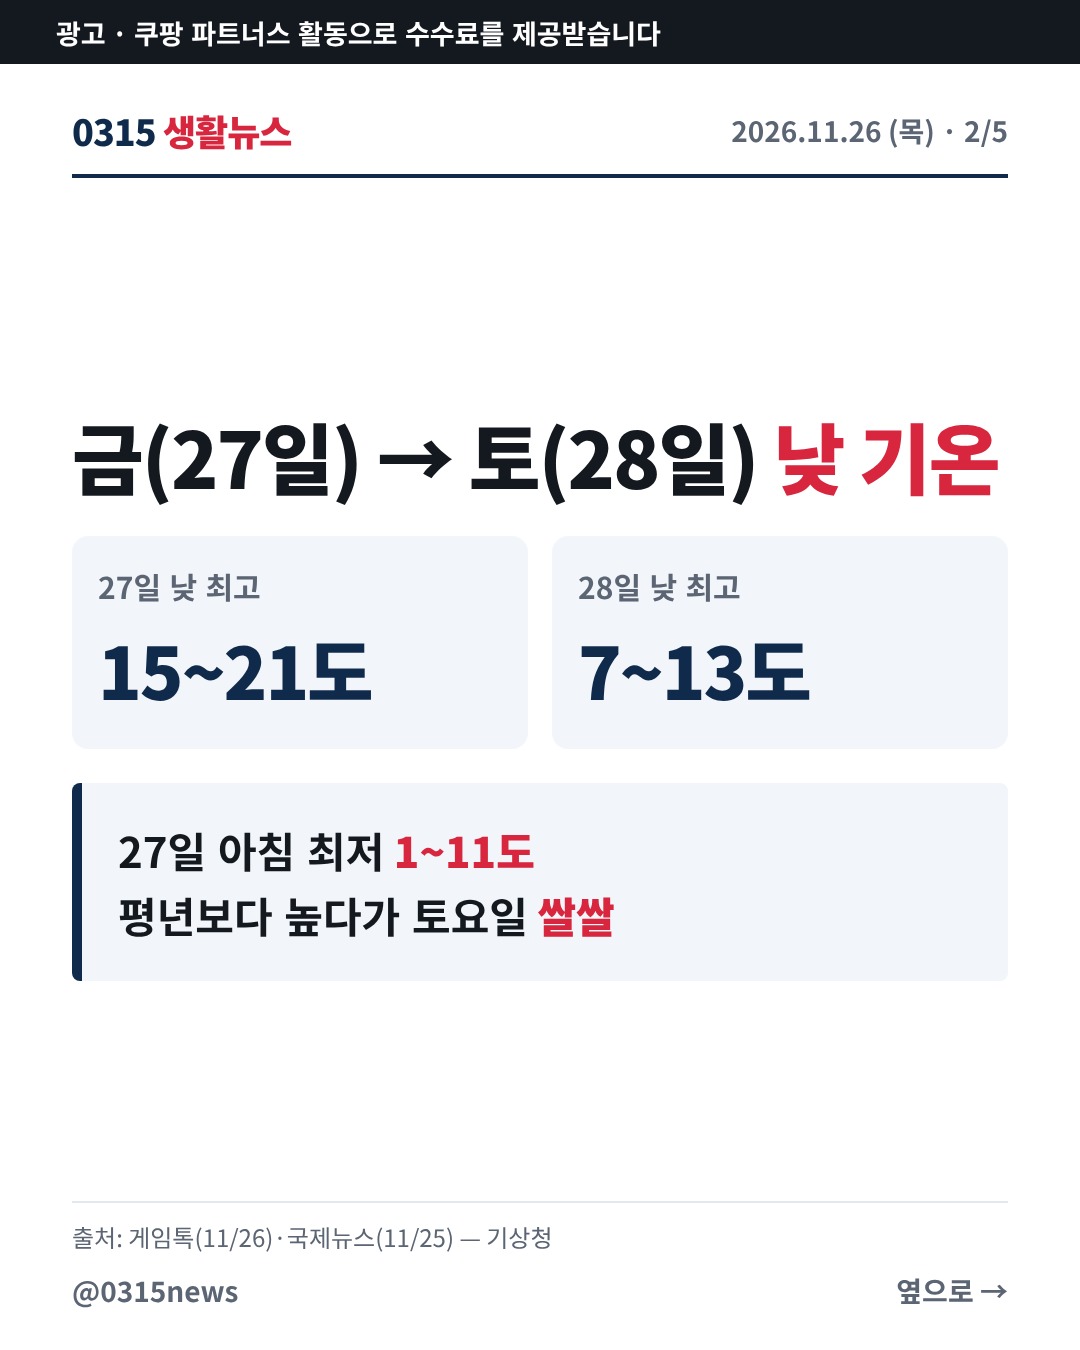 광고 · 쿠팡 파트너스 활동으로 수수료를 제공받습니다
0315 생활뉴스
2026.11.26 (목) · 2/5
금(27일) → 토(28일) 낮 기온
27일 낮 최고
15~21도
28일 낮 최고
7~13도
27일 아침 최저 1~11도
평년보다 높다가 토요일 쌀쌀
출처: 게임톡(11/26)·국제뉴스(11/25) — 기상청
@0315news
옆으로 →